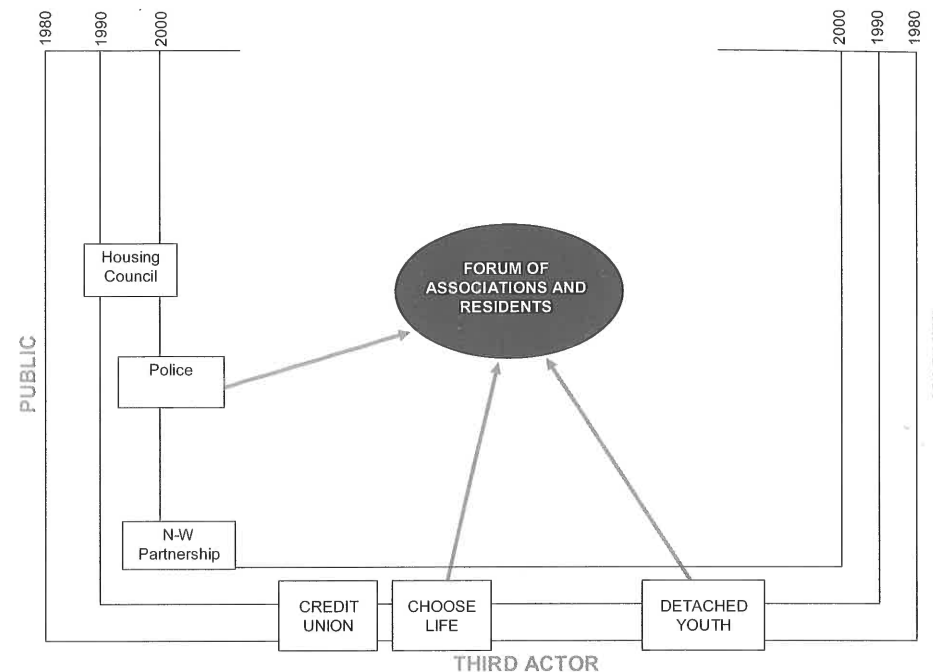 1980
1990
2000
2000
1990
1980
FORUM OF
ASSOCIATIONS AND
RESIDENTS
Housing
Council
Police
PUBLIC
N-W
Partnership
CREDIT
UNION
CHOOSE
LIFE
DETACHED
YOUTH
THIRD ACTOR